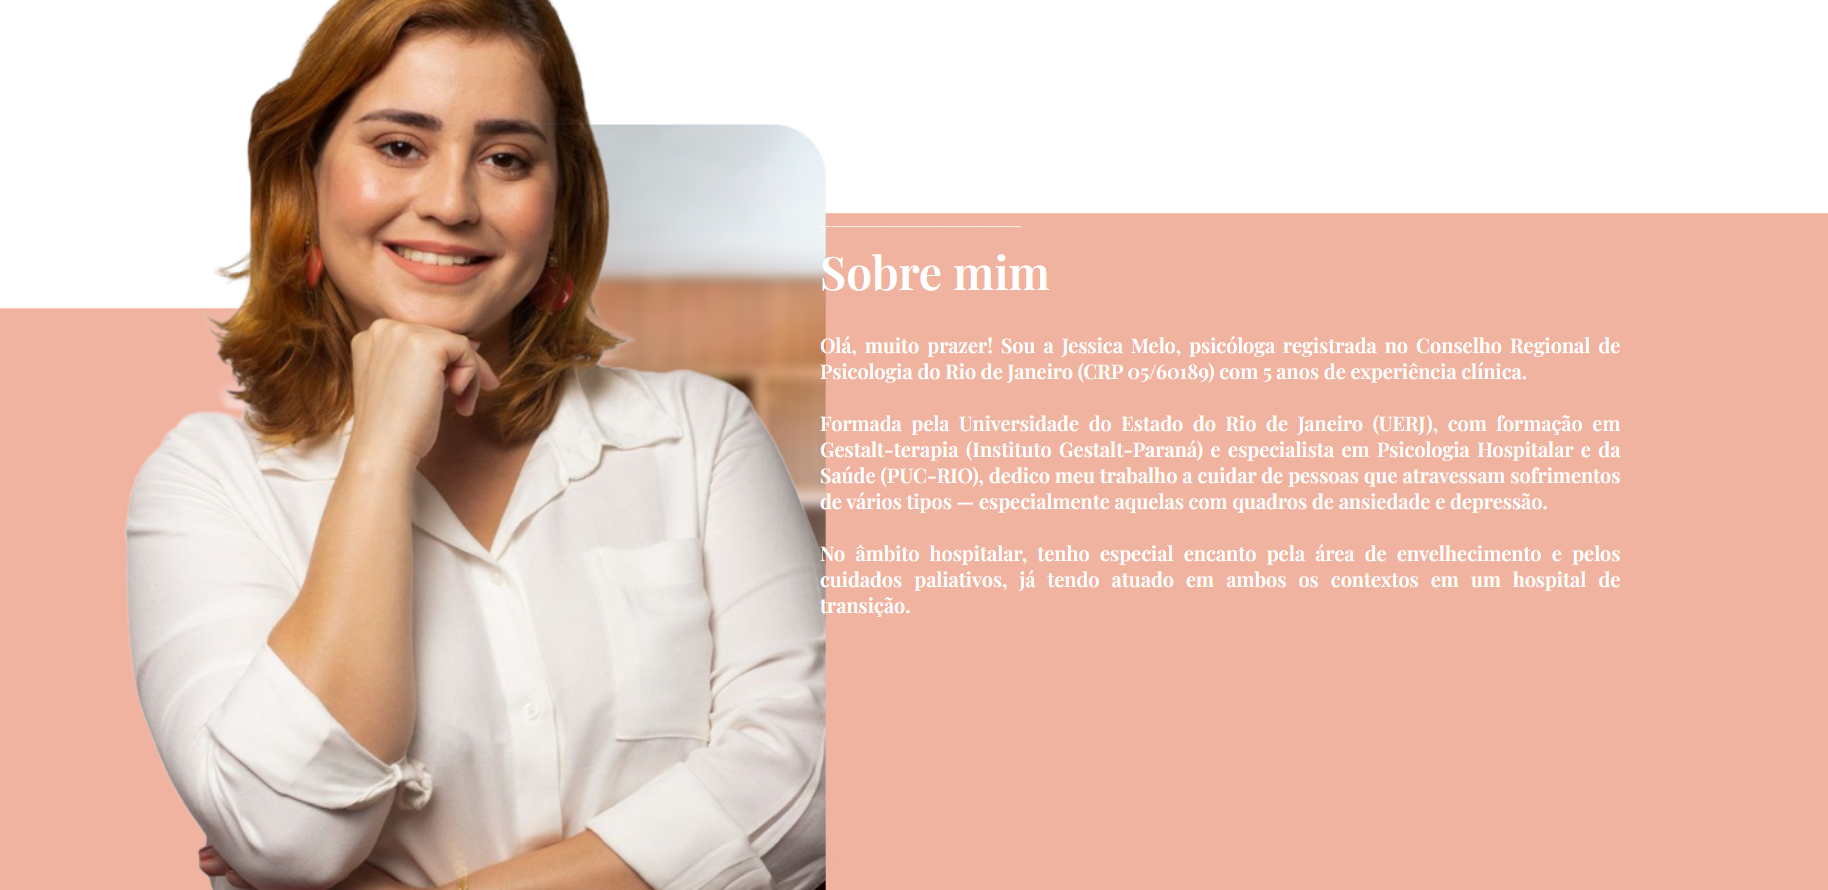 Sobre mim
Olá, muito prazer! Sou a Jessica Melo, psicóloga registrada no Conselho Regional de
Psicologia do Rio de Janeiro (CRP 05/60189) com 5 anos de experiência clínica.
Formada pela Universidade do Estado do Rio de Janeiro (UERJ), com formação em
Gestalt-terapia (Instituto Gestalt-Paraná) e especialista em Psicologia Hospitalar e da
Saúde (PUC-RIO), dedico meu trabalho a cuidar de pessoas que atravessam sofrimentos
de vários tipos — especialmente aquelas com quadros de ansiedade e depressão.
No âmbito hospitalar, tenho especial encanto pela área de envelhecimento e pelos
cuidados paliativos, já tendo atuado em ambos os contextos em um hospital de
transição.